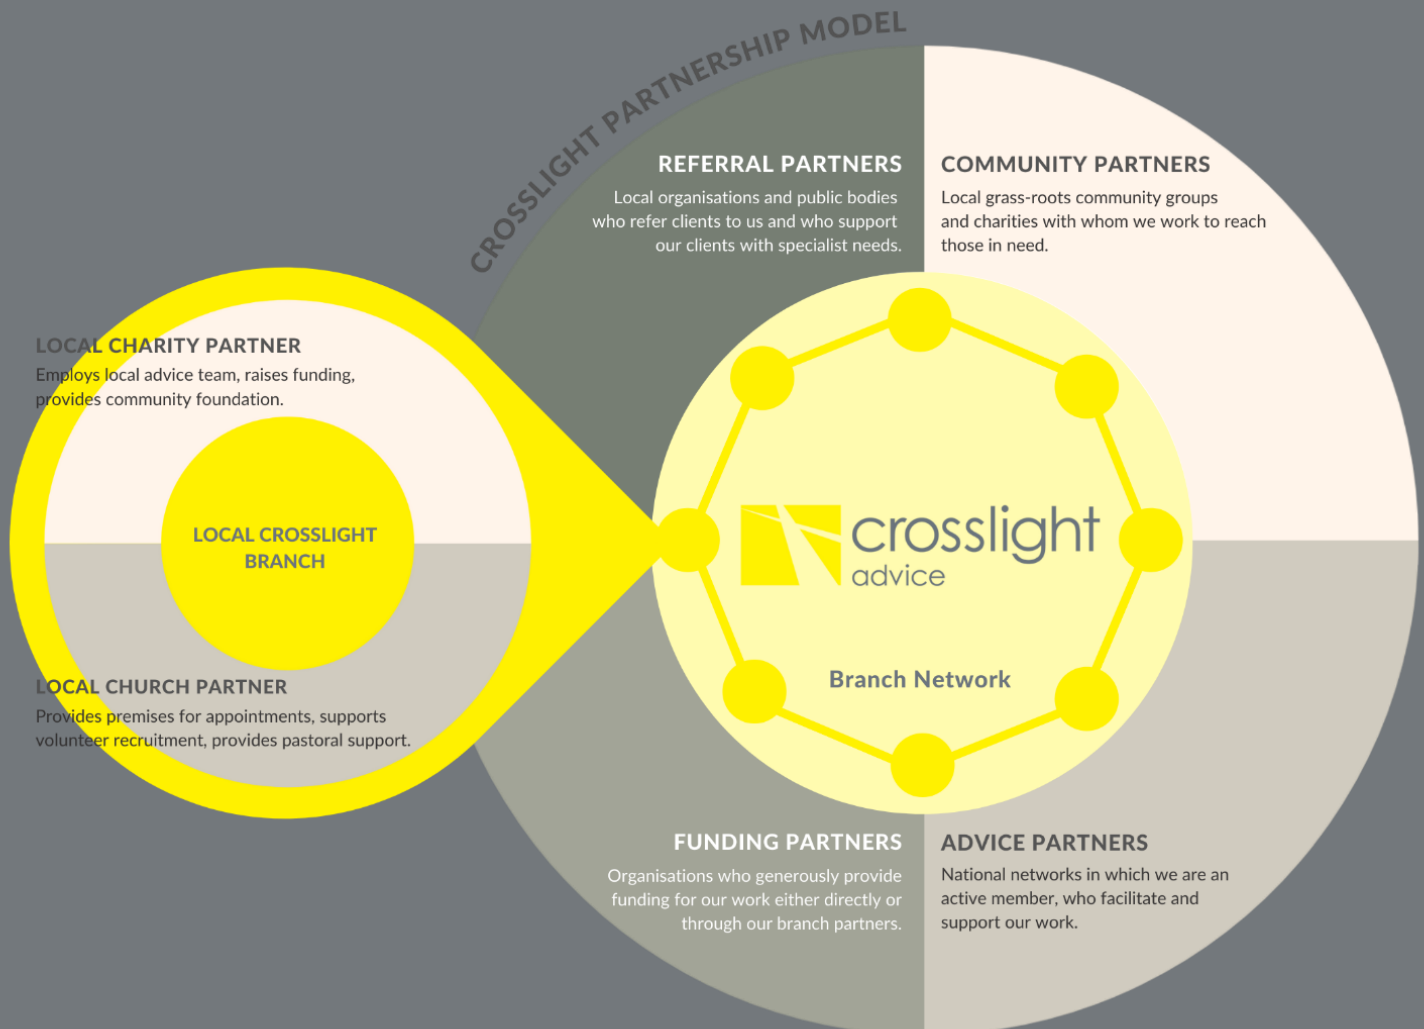 CROSSLIGHT PARTNERSHIP MODEL
REFERRAL PARTNERS
Local organisations and public bodies
who refer clients to us and who support
our clients with specialist needs.
COMMUNITY PARTNERS
Local grass-roots community groups
and charities with whom we work to reach
those in need.
LOCAL CHARITY PARTNER
Employs local advice team, raises funding,
provides community foundation.
LOCAL CROSSLIGHT
BRANCH
LOCAL CHURCH PARTNER
Provides premises for appointments, supports
volunteer recruitment, provides pastoral support.
crosslight
advice
Branch Network
FUNDING PARTNERS
Organisations who generously provide
funding for our work either directly or
through our branch partners.
ADVICE PARTNERS
National networks in which we are an
active member, who facilitate and
support our work.